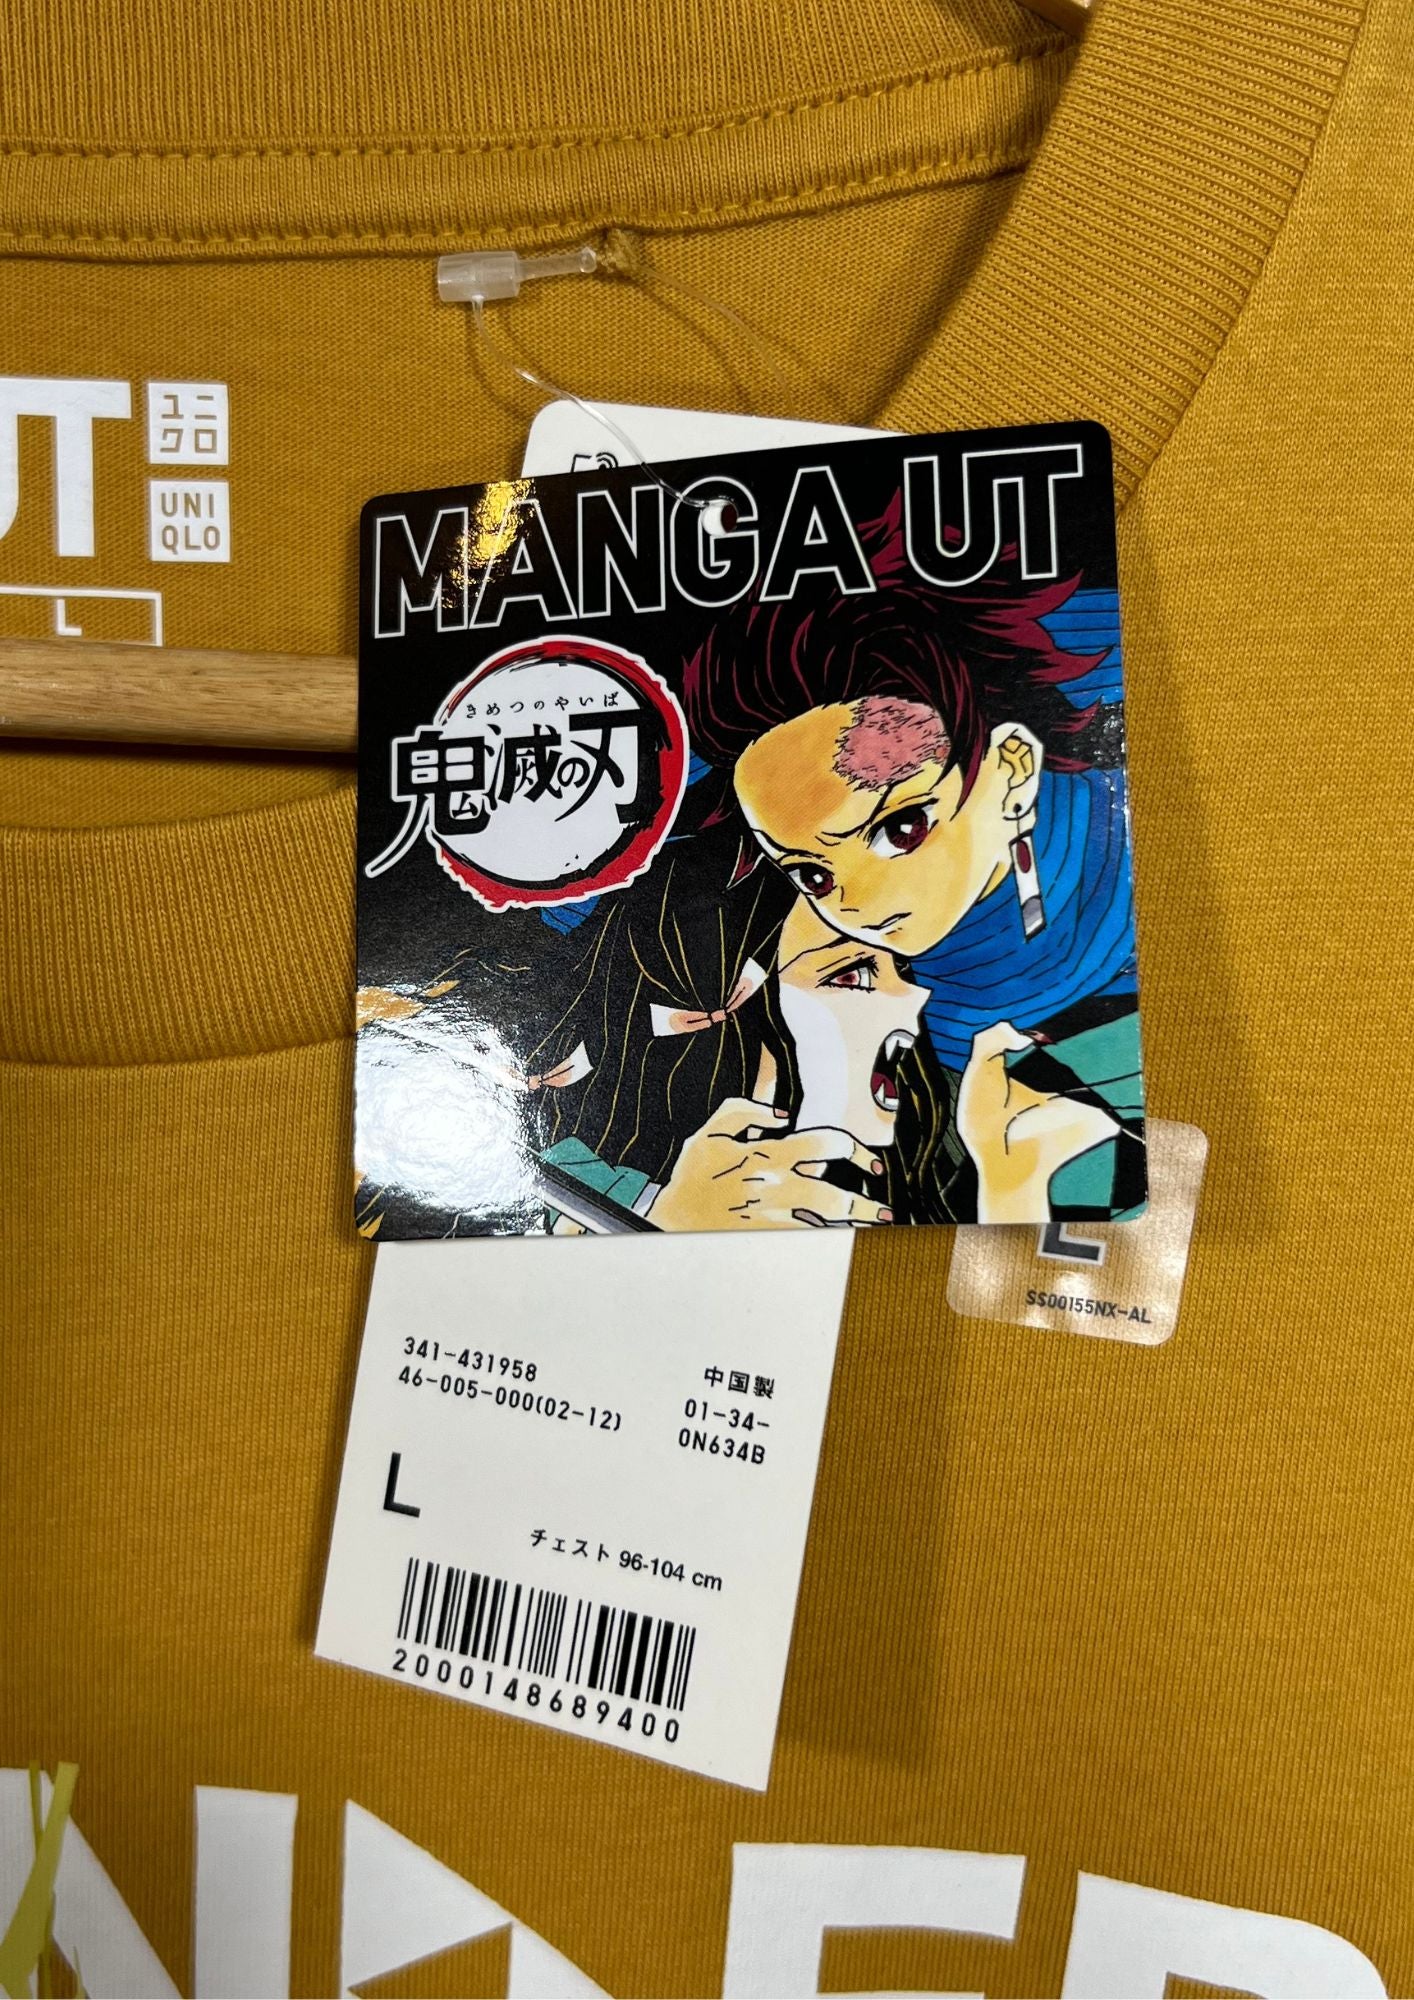 UT
ユニ
クロ
UNI
QLO
L
MANGA UT
きめつのやいば
鬼滅の刃
L
SS00155NX-AL
341-431958
46-005-000(02-12)
中国製
01-34-
0N634B
L
チェスト 96-104 cm
2000148689400